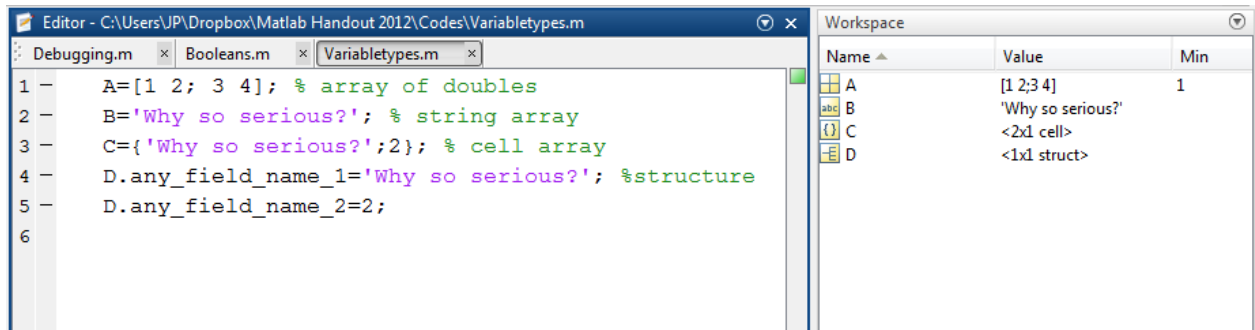 Editor - C:\Users\JP\Dropbox\Matlab Handout 2012\Codes\Variabletypes.m
Debugging.m × Booleans.m × Variabletypes.m ×
1 – A=[1 2; 3 4]; % array of doubles
2 – B='Why so serious?'; % string array
3 – C={'Why so serious?';2}; % cell array
4 – D.any_field_name_1='Why so serious?'; %structure
5 – D.any_field_name_2=2;
6
Workspace
Name Value Min
A [1 2;3 4] 1
abc B 'Why so serious?'
{} C <2x1 cell>
D <1x1 struct>